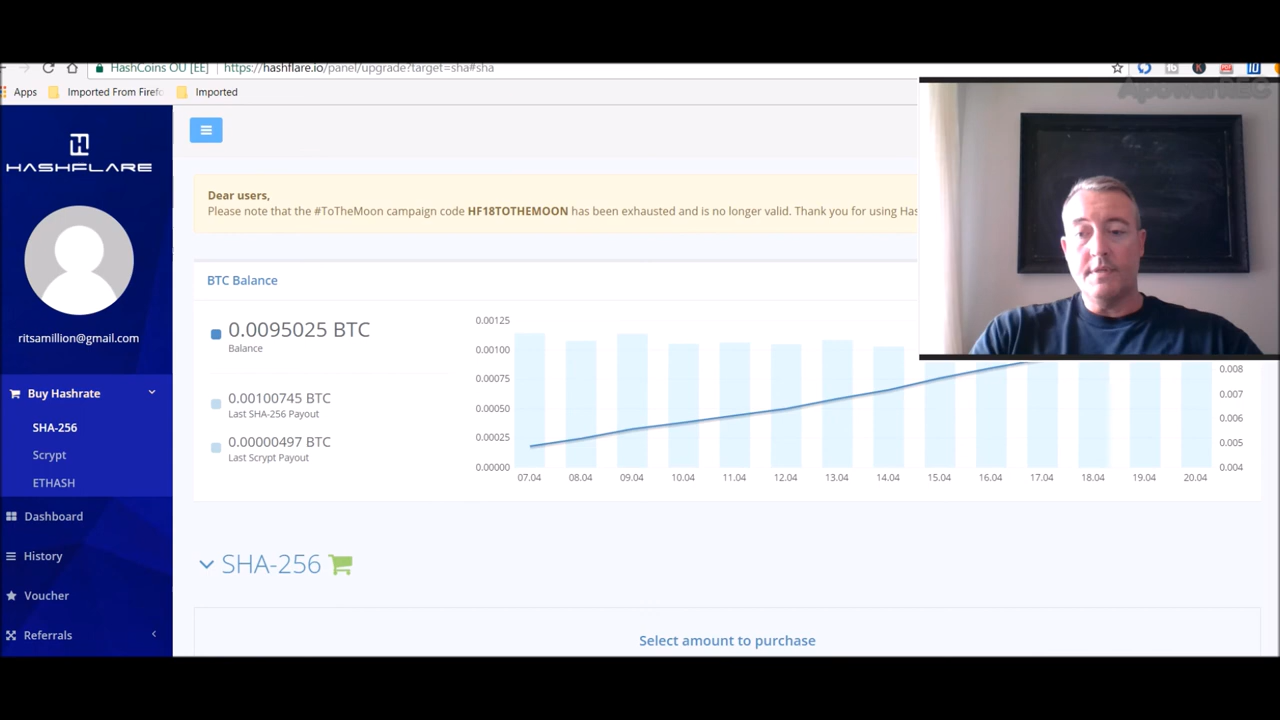 HashCoins OU [EE] https://hashflare.io/panel/upgrade?target=sha#sha
Apps Imported From Firefo Imported
ApowerREC
HASHFLARE
ritsamillion@gmail.com
Buy Hashrate
SHA-256
Scrypt
ETHASH
Dashboard
History
Voucher
Referrals
Dear users,
Please note that the #ToTheMoon campaign code HF18TOTHEMOON has been exhausted and is no longer valid. Thank you for using Has
BTC Balance
0.0095025 BTC
Balance
0.00100745 BTC
Last SHA-256 Payout
0.00000497 BTC
Last Scrypt Payout
0.00125
0.00100
0.00075
0.00050
0.00025
0.00000
0.008
0.007
0.006
0.005
0.004
07.04 08.04 09.04 10.04 11.04 12.04 13.04 14.04 15.04 16.04 17.04 18.04 19.04 20.04
SHA-256
Select amount to purchase